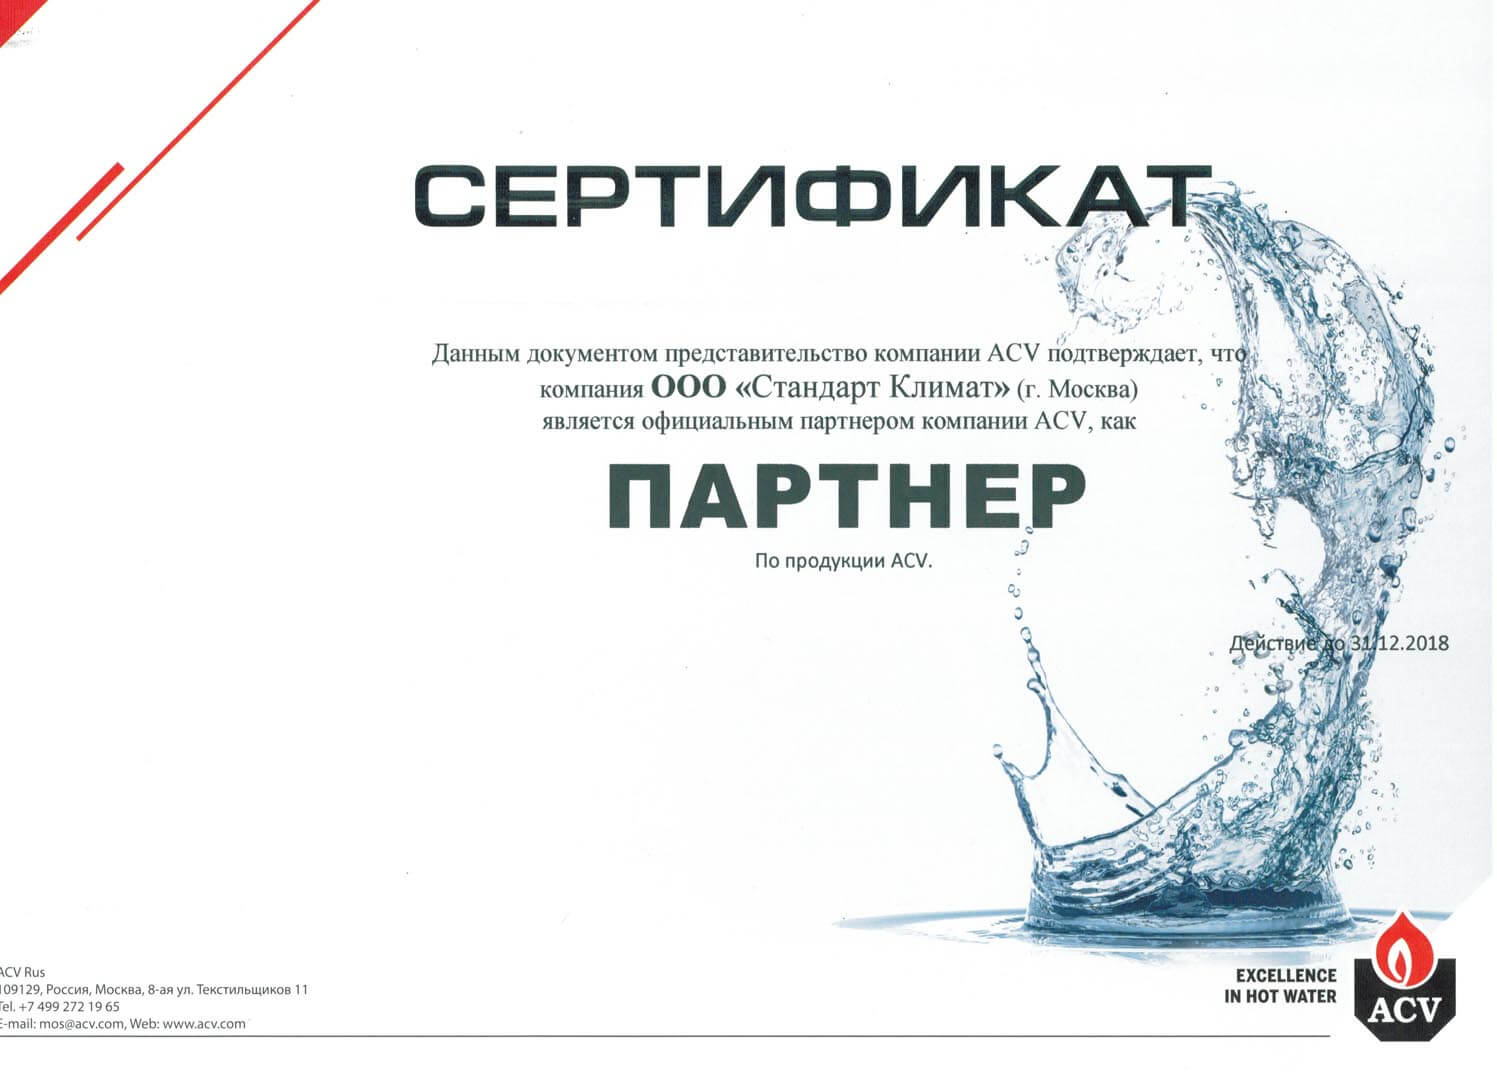 СЕРТИФИКАТ
Данным документом представительство компании ACV подтверждает, что
компания ООО «Стандарт Климат» (г. Москва)
является официальным партнером компании ACV, как
ПАРТНЕР
По продукции ACV.
Действие до 31.12.2018
ACV Rus
109129, Россия, Москва, 8-ая ул. Текстильщиков 11
Tel. +7 499 272 19 65
E-mail: mos@acv.com, Web: www.acv.com
EXCELLENCE
IN HOT WATER
ACV